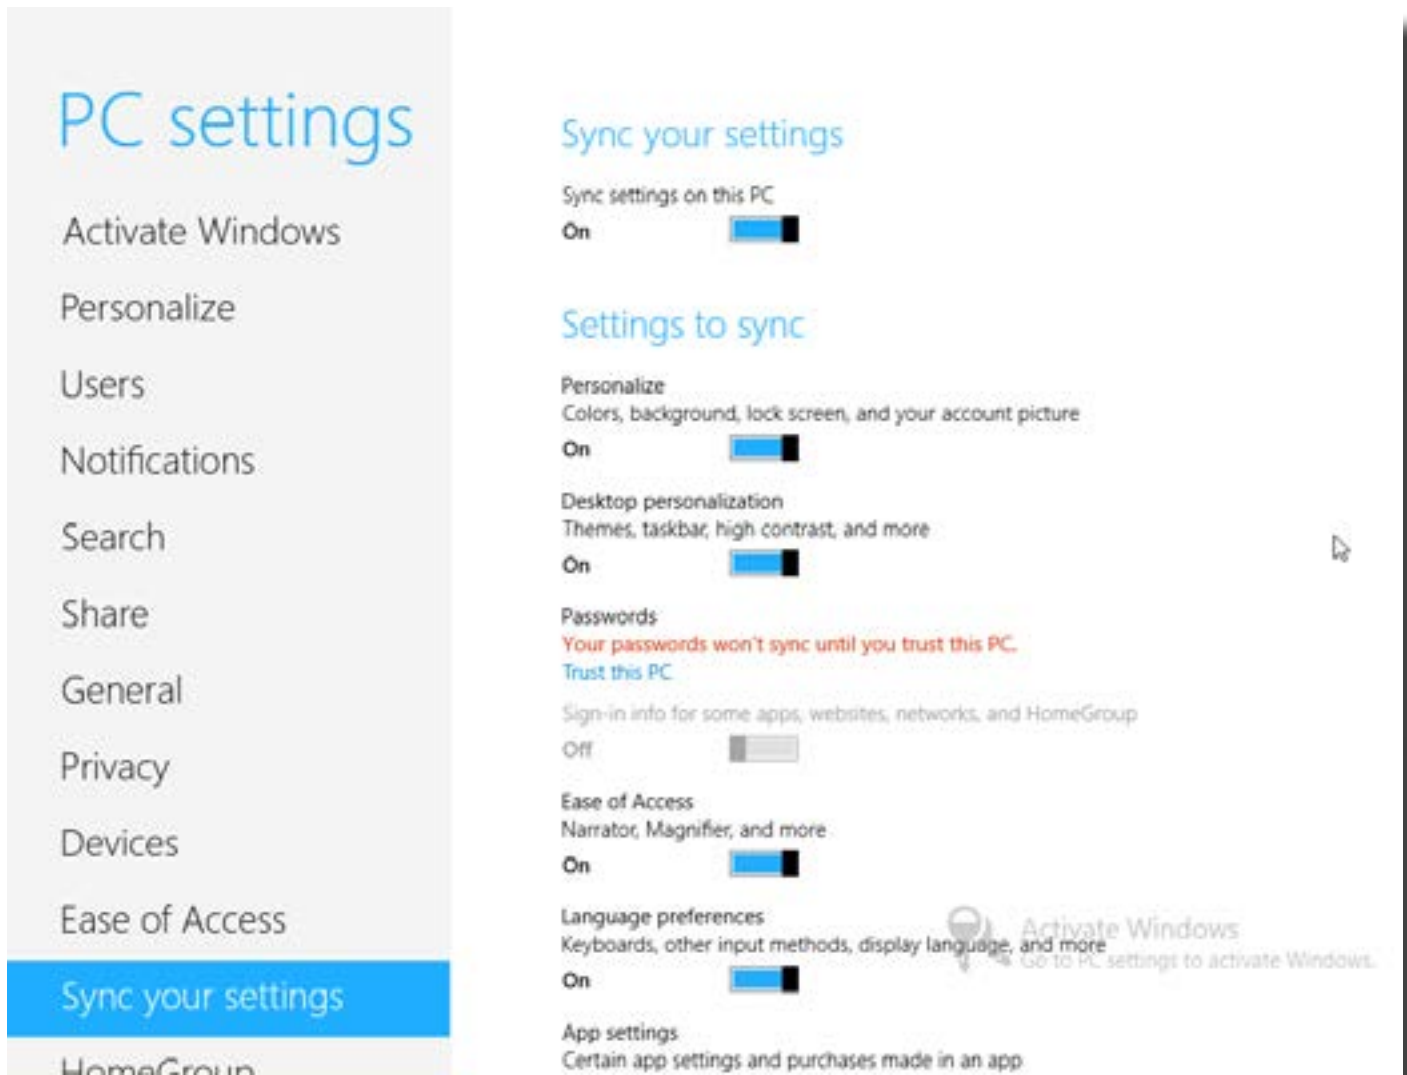 PC settings
Activate Windows
Personalize
Users
Notifications
Search
Share
General
Privacy
Devices
Ease of Access
Sync your settings
HomeGroup
Sync your settings
Sync settings on this PC
On
Settings to sync
Personalize
Colors, background, lock screen, and your account picture
On
Desktop personalization
Themes, taskbar, high contrast, and more
On
Passwords
Your passwords won't sync until you trust this PC.
Trust this PC
Sign-in info for some apps, websites, networks, and HomeGroup
Off
Ease of Access
Narrator, Magnifier, and more
On
Language preferences
Keyboards, other input methods, display language, and more
On
App settings
Certain app settings and purchases made in an app
Activate Windows
Go to PC settings to activate Windows.